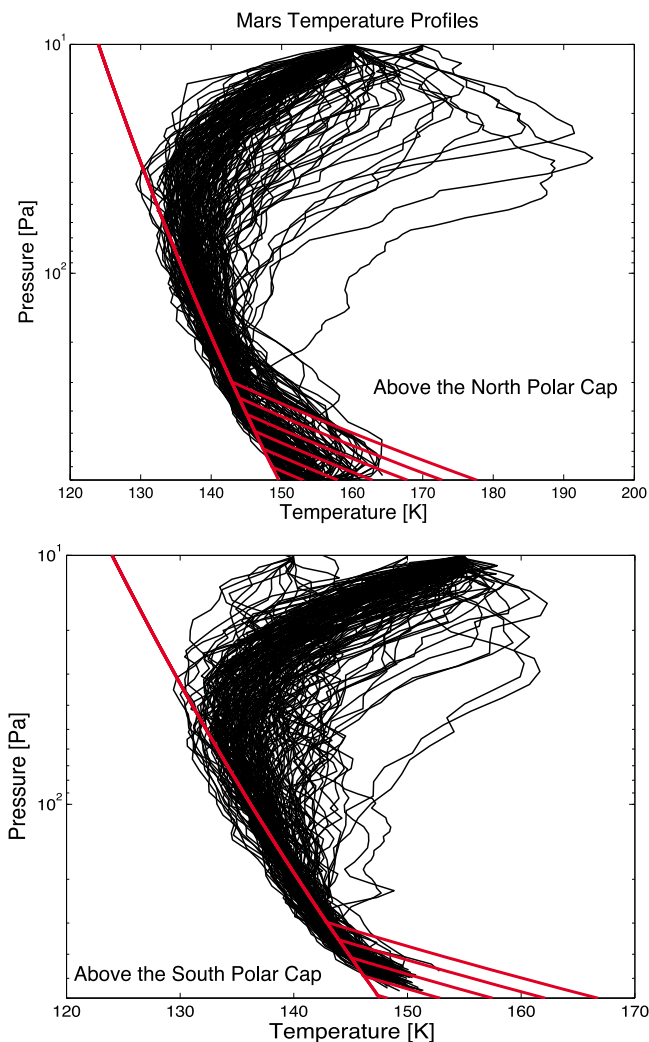 Mars Temperature Profiles
10¹
10²
Pressure [Pa]
Above the North Polar Cap
120 130 140 150 160 170 180 190 200
Temperature [K]
10¹
10²
Pressure [Pa]
Above the South Polar Cap
120 130 140 150 160 170
Temperature [K]